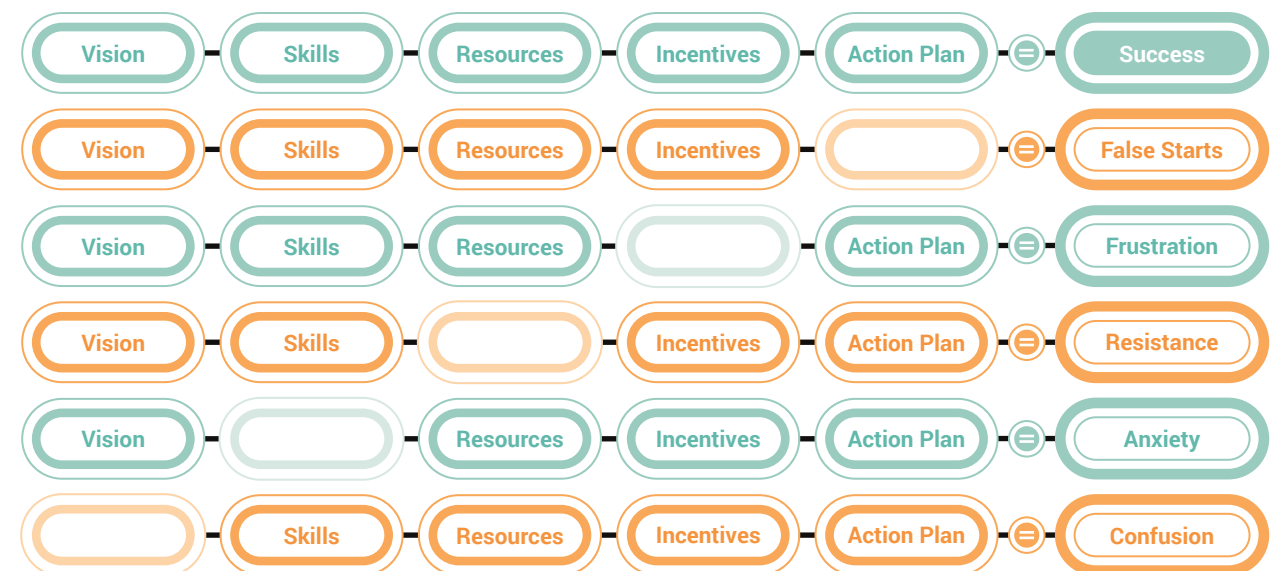 Vision Skills Resources Incentives Action Plan = Success
Vision Skills Resources Incentives = False Starts
Vision Skills Resources Action Plan = Frustration
Vision Skills Incentives Action Plan = Resistance
Vision Resources Incentives Action Plan = Anxiety
Skills Resources Incentives Action Plan = Confusion